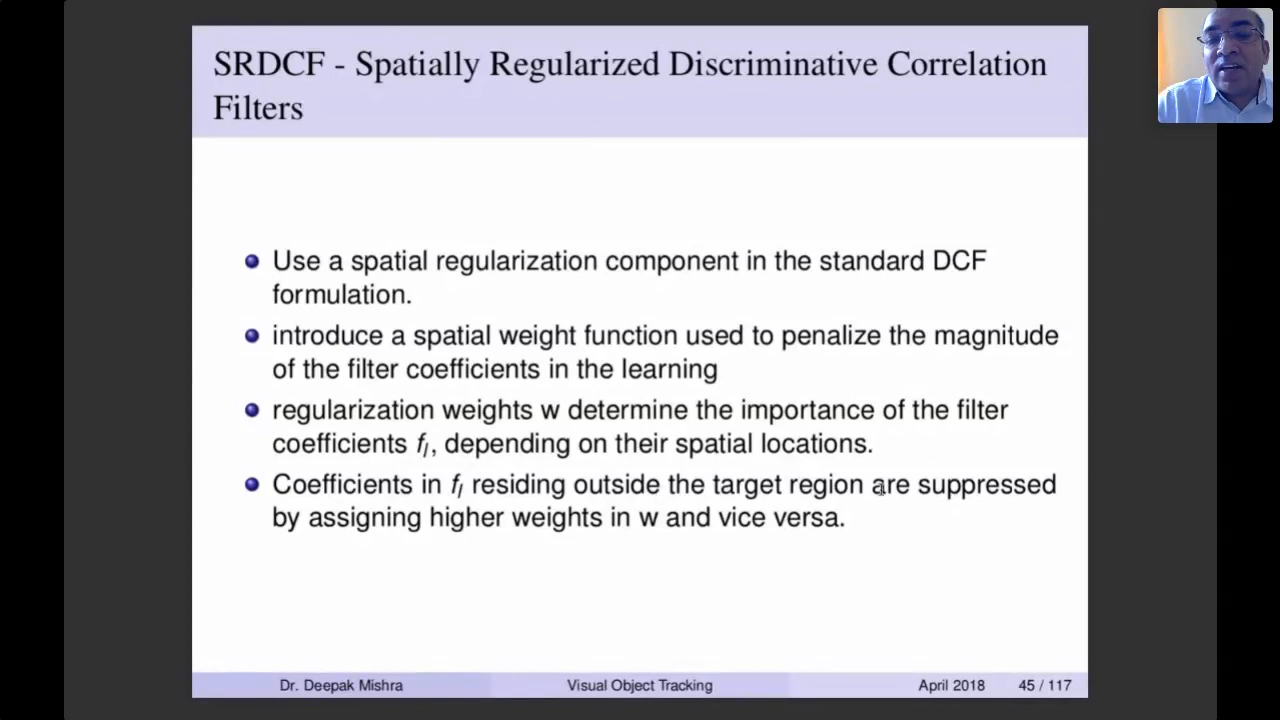 SRDCF - Spatially Regularized Discriminative Correlation
Filters
Use a spatial regularization component in the standard DCF
formulation.
introduce a spatial weight function used to penalize the magnitude
of the filter coefficients in the learning
regularization weights w determine the importance of the filter
coefficients fl, depending on their spatial locations.
Coefficients in fl residing outside the target region are suppressed
by assigning higher weights in w and vice versa.
Dr. Deepak Mishra Visual Object Tracking April 2018 45 / 117